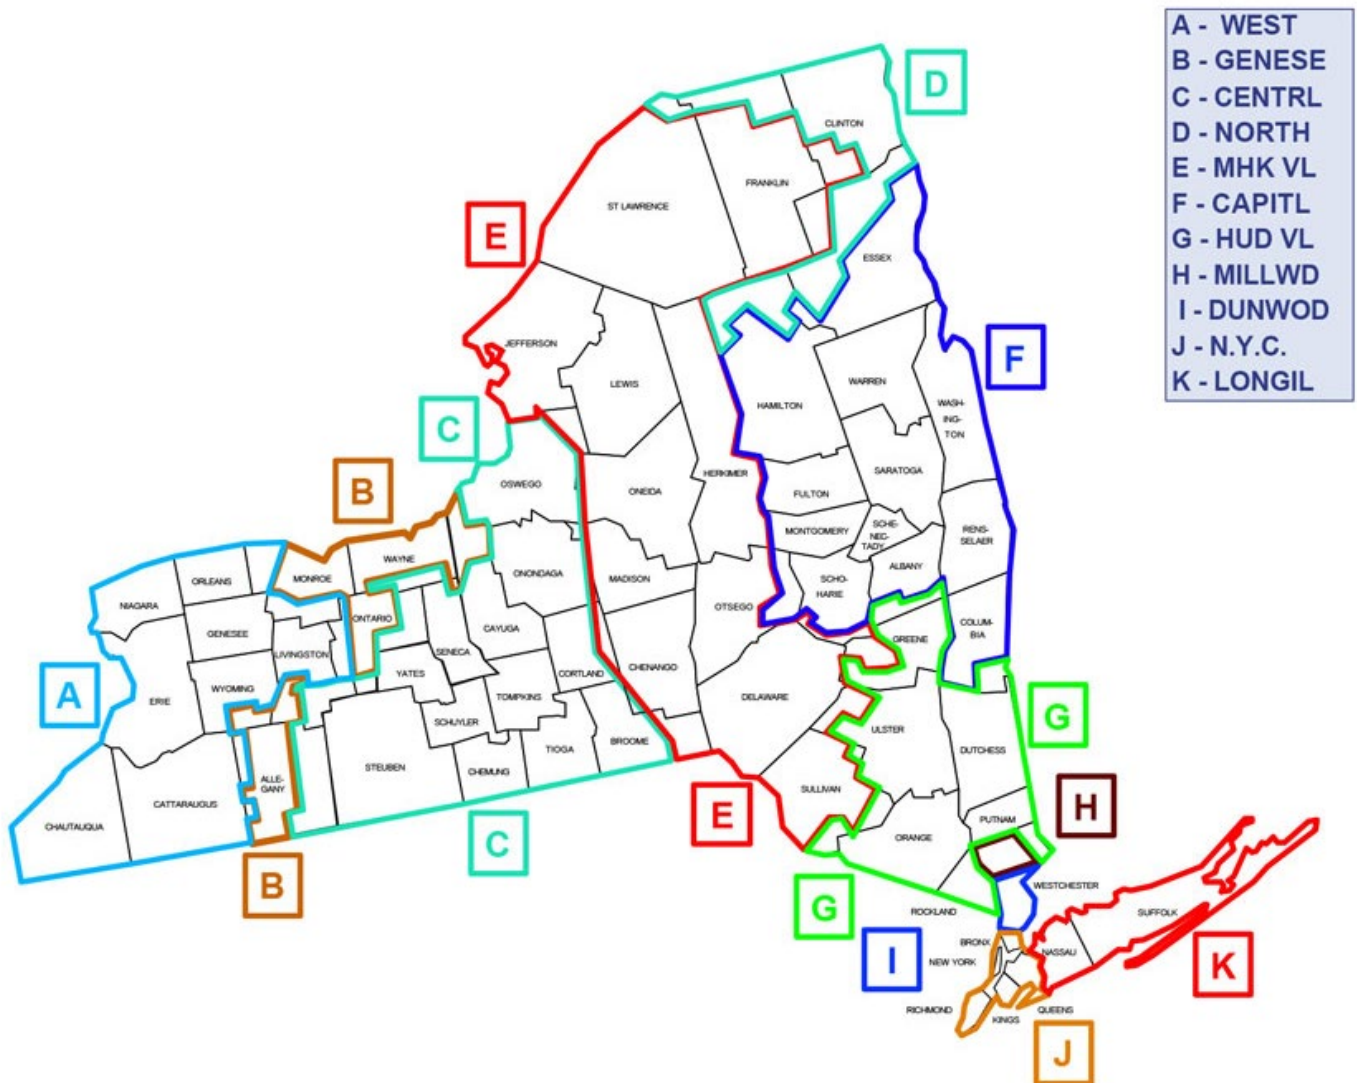 A - WEST
B - GENESE
C - CENTRL
D - NORTH
E - MHK VL
F - CAPITL
G - HUD VL
H - MILLWD
I - DUNWOD
J - N.Y.C.
K - LONGIL
D
CLINTON
FRANKLIN
ST LAWRENCE
E
ESSEX
JEFFERSON
F
LEWIS
WARREN
HAMILTON
WASH-
ING-
TON
C
HERKIMER
SARATOGA
OSWEGO
B
ONEIDA
FULTON
MONTGOMERY
SCHE-
NEC-
TADY
RENS-
SELAER
WAYNE
ALBANY
ORLEANS
MONROE
ONONDAGA
MADISON
SCHO-
HARIE
NIAGARA
OTSEGO
ONTARIO
CAYUGA
COLUM-
BIA
GENESEE
GREENE
LIVINGSTON
SENECA
CHENANGO
YATES
CORTLAND
A
WYOMING
TOMPKINS
DELAWARE
ERIE
G
SCHUYLER
ULSTER
BROOME
TIOGA
DUTCHESS
STEUBEN
CHEMUNG
ALLE-
GANY
SULLIVAN
CATTARAUGUS
H
E
PUTNAM
CHAUTAUQUA
ORANGE
C
B
WESTCHESTER
G
ROCKLAND
SUFFOLK
BRONX
NASSAU
NEW YORK
I
K
RICHMOND
QUEENS
KINGS
J